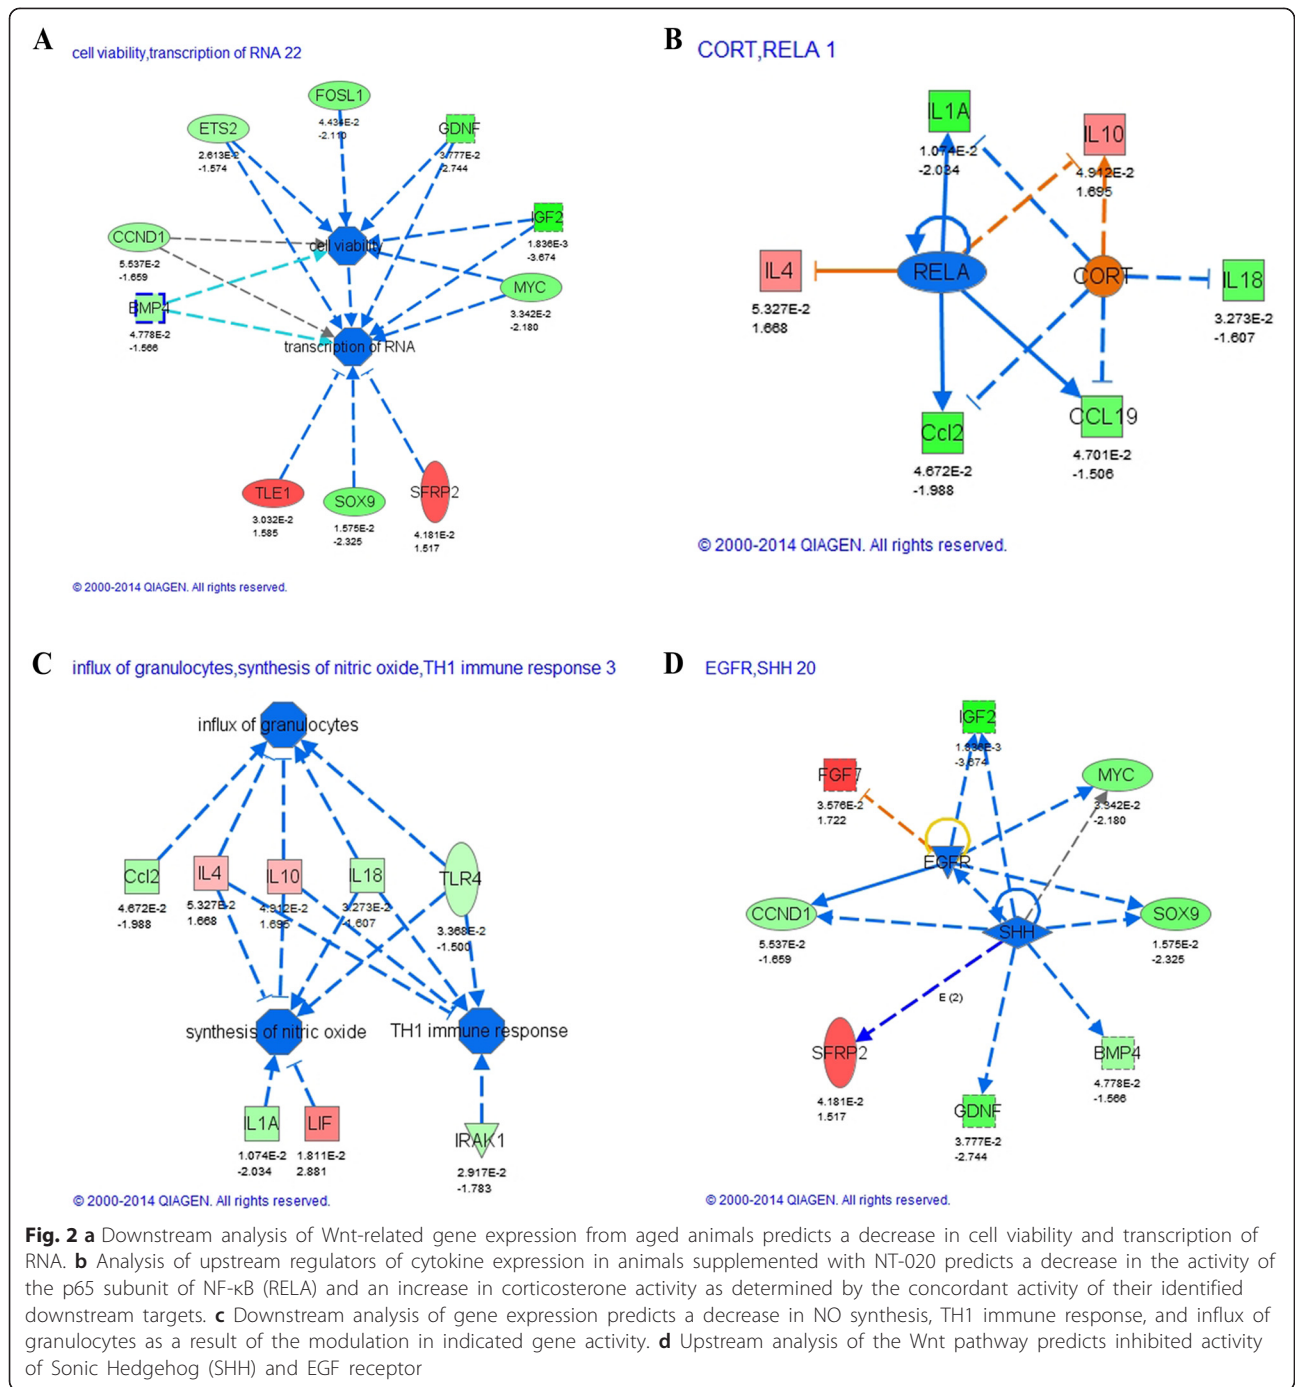 A
cell viability,transcription of RNA 22
FOSL1
4.434E-2
-2.110
ETS2
2.613E-2
-1.574
GDNF
3.777E-2
-2.744
IGF2
1.836E-3
-3.674
CCND1
5.537E-2
-1.659
cell viability
MYC
3.342E-2
-2.180
BMP4
4.778E-2
-1.566
transcription of RNA
TLE1
3.032E-2
1.585
SOX9
1.575E-2
-2.325
SFRP2
4.181E-2
1.517
© 2000-2014 QIAGEN. All rights reserved.
B
CORT,RELA 1
IL1A
1.074E-2
-2.034
IL10
4.912E-2
1.695
IL4
5.327E-2
1.668
RELA
CORT
IL18
3.273E-2
-1.607
Ccl2
4.672E-2
-1.988
CCL19
4.701E-2
-1.506
© 2000-2014 QIAGEN. All rights reserved.
C
influx of granulocytes,synthesis of nitric oxide,TH1 immune response 3
influx of granulocytes
Ccl2
4.672E-2
-1.988
IL4
5.327E-2
1.668
IL10
4.912E-2
1.695
IL18
3.273E-2
-1.607
TLR4
3.368E-2
-1.500
synthesis of nitric oxide
TH1 immune response
IL1A
1.074E-2
-2.034
LIF
1.811E-2
2.881
IRAK1
2.917E-2
-1.783
© 2000-2014 QIAGEN. All rights reserved.
D
EGFR,SHH 20
IGF2
1.836E-3
-3.674
FGF7
3.576E-2
1.722
MYC
3.342E-2
-2.180
EGFR
CCND1
5.537E-2
-1.659
SHH
SOX9
1.575E-2
-2.325
E (2)
SFRP2
4.181E-2
1.517
BMP4
4.778E-2
-1.566
GDNF
3.777E-2
-2.744
© 2000-2014 QIAGEN. All rights reserved.
Fig. 2 a Downstream analysis of Wnt-related gene expression from aged animals predicts a decrease in cell viability and transcription of
RNA. b Analysis of upstream regulators of cytokine expression in animals supplemented with NT-020 predicts a decrease in the activity of
the p65 subunit of NF-κB (RELA) and an increase in corticosterone activity as determined by the concordant activity of their identified
downstream targets. c Downstream analysis of gene expression predicts a decrease in NO synthesis, TH1 immune response, and influx of
granulocytes as a result of the modulation in indicated gene activity. d Upstream analysis of the Wnt pathway predicts inhibited activity
of Sonic Hedgehog (SHH) and EGF receptor